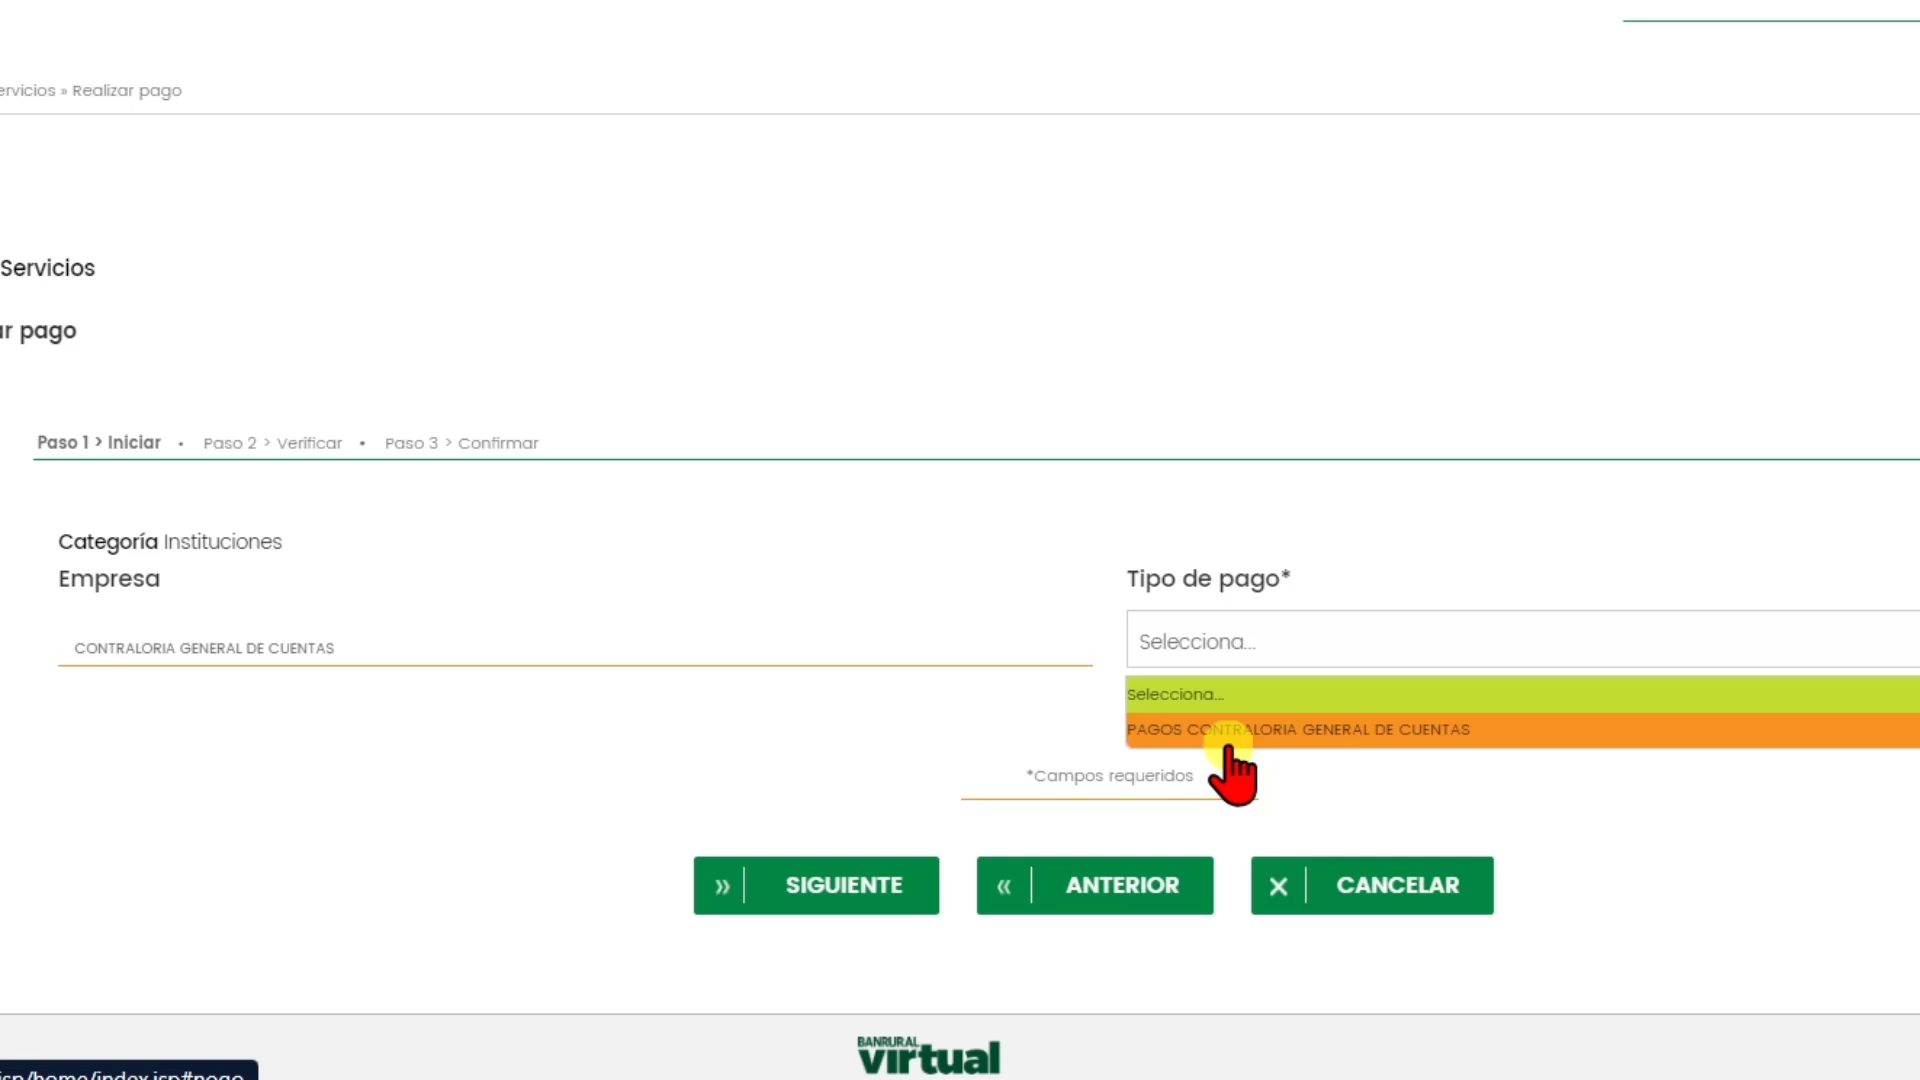 ervicios » Realizar pago
Servicios
ar pago
Paso 1 > Iniciar • Paso 2 > Verificar • Paso 3 > Confirmar
Categoría Instituciones
Empresa
CONTRALORIA GENERAL DE CUENTAS
Tipo de pago*
Selecciona...
Selecciona...
PAGOS CONTRALORIA GENERAL DE CUENTAS
*Campos requeridos
» SIGUIENTE
« ANTERIOR
× CANCELAR
BANRURAL
virtual
jsp/home/index.jsp#pago